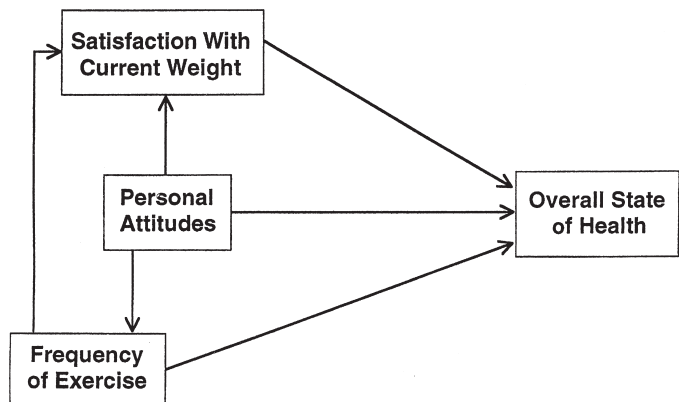 Satisfaction With
Current Weight
Personal
Attitudes
Overall State
of Health
Frequency
of Exercise